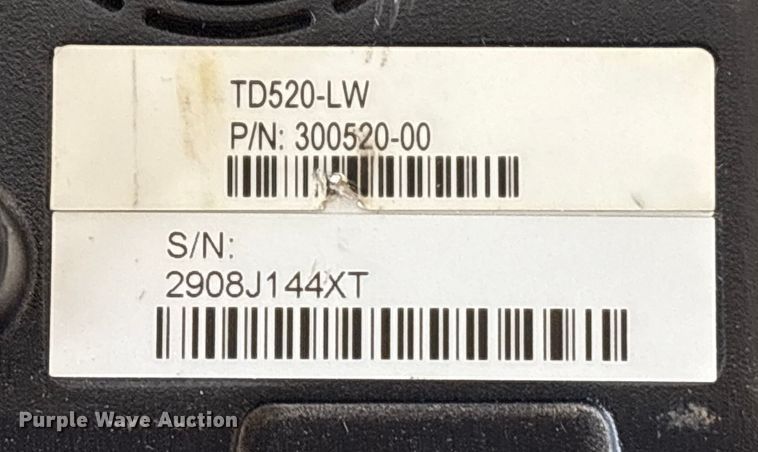 TD520-LW
P/N: 300520-00
S/N:
2908J144XT
Purple Wave Auction